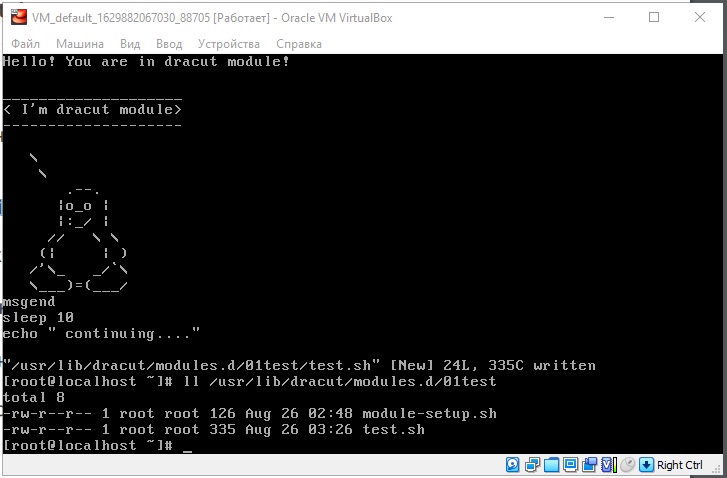 VM_default_1629882067030_88705 [Работает] - Oracle VM VirtualBox
Файл Машина Вид Ввод Устройства Справка
Hello! You are in dracut module!
____________________
< I'm dracut module>
--------------------
   \
    \
       .--.
      |o_o |
      |:_/ |
     //   \ \
    (|     | )
   /'\_   _/`\
   \___)=(___/
msgend
sleep 10
echo " continuing...."
"/usr/lib/dracut/modules.d/01test/test.sh" [New] 24L, 335C written
[root@localhost ~]# ll /usr/lib/dracut/modules.d/01test
total 8
-rw-r--r-- 1 root root 126 Aug 26 02:48 module-setup.sh
-rw-r--r-- 1 root root 335 Aug 26 03:26 test.sh
[root@localhost ~]# _
Right Ctrl